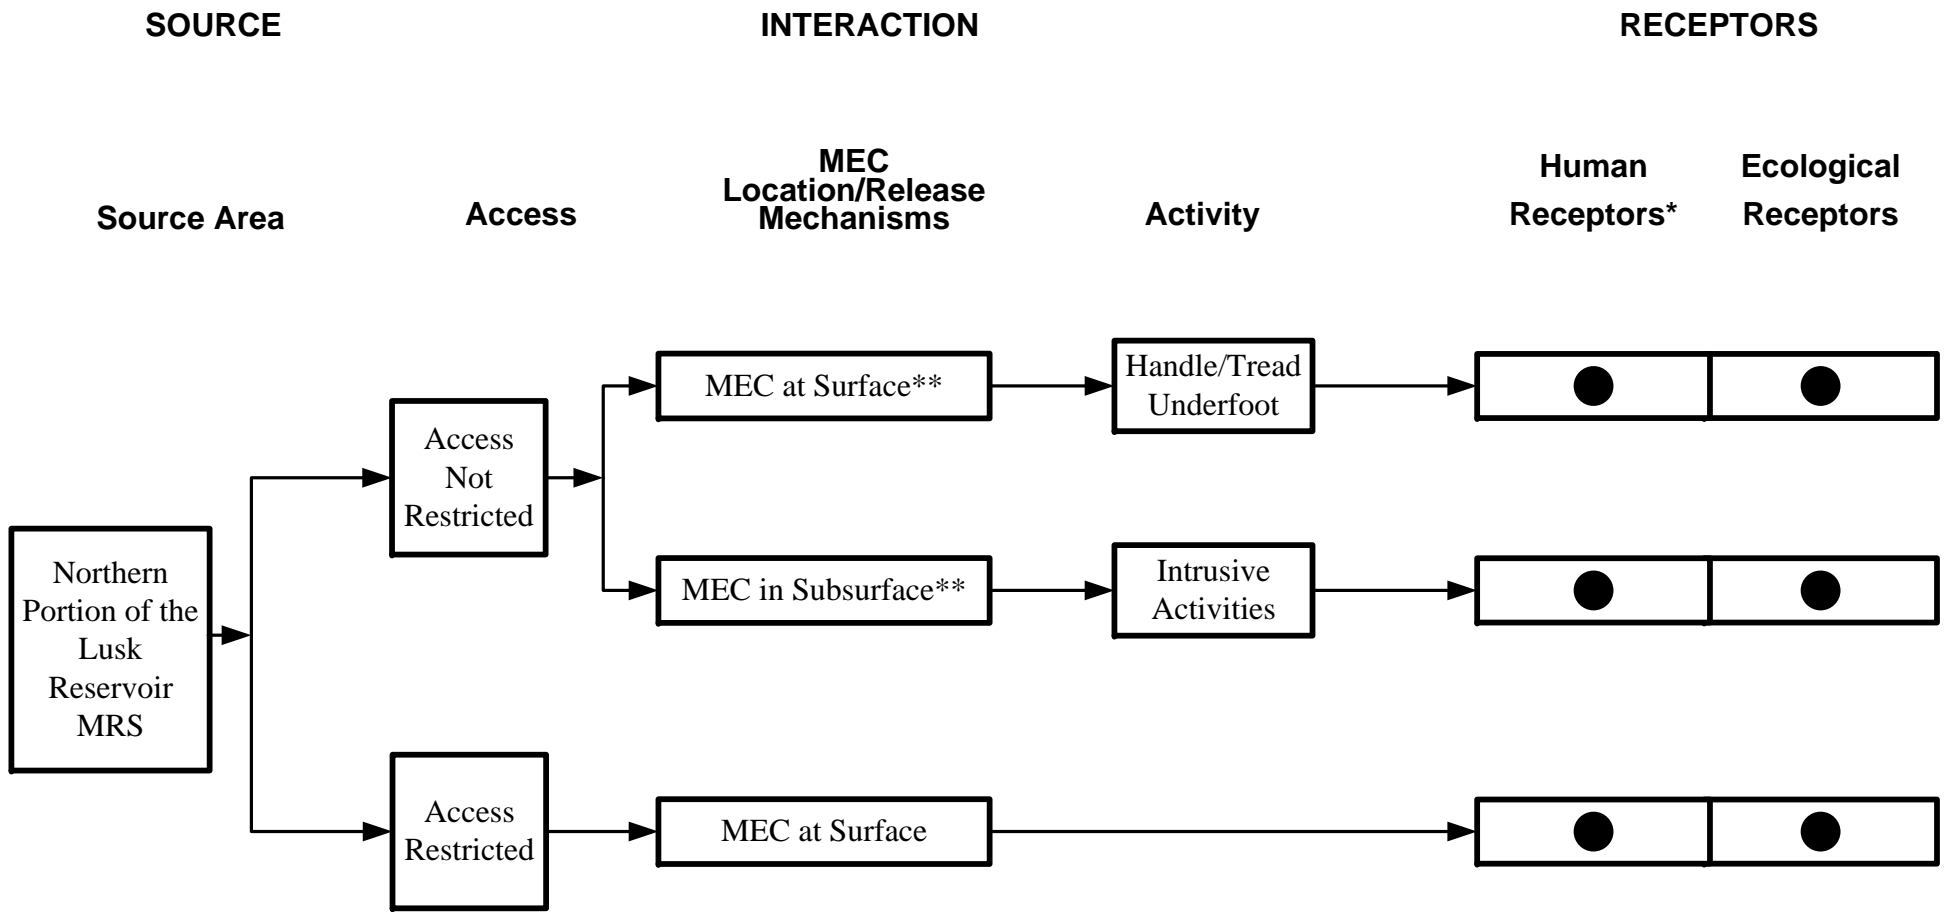 SOURCE
INTERACTION
RECEPTORS
Source Area
Access
MEC
Location/Release
Mechanisms
Activity
Human
Receptors*
Ecological
Receptors
Northern
Portion of the
Lusk
Reservoir
MRS
Access
Not
Restricted
MEC at Surface**
Handle/Tread
Underfoot
MEC in Subsurface**
Intrusive
Activities
Access
Restricted
MEC at Surface